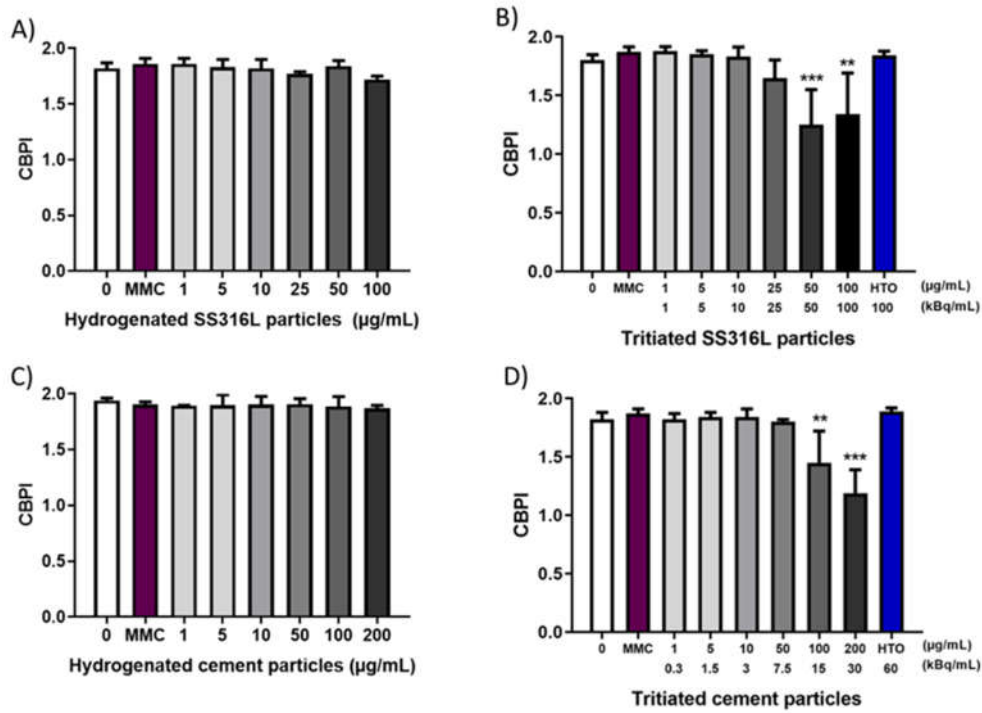 A)
2.0
1.5
1.0
0.5
0.0
CBPI
0 MMC 1 5 10 25 50 100
Hydrogenated SS316L particles (µg/mL)
B)
2.0
1.5
1.0
0.5
0.0
CBPI
*** **
0 MMC 1 5 10 25 50 100 HTO (µg/mL)
1 5 10 25 50 100 100 (kBq/mL)
Tritiated SS316L particles
C)
2.0
1.5
1.0
0.5
0.0
CBPI
0 MMC 1 5 10 50 100 200
Hydrogenated cement particles (µg/mL)
D)
2.0
1.5
1.0
0.5
0.0
CBPI
** ***
0 MMC 1 5 10 50 100 200 HTO (µg/mL)
0.3 1.5 3 7.5 15 30 60 (kBq/mL)
Tritiated cement particles